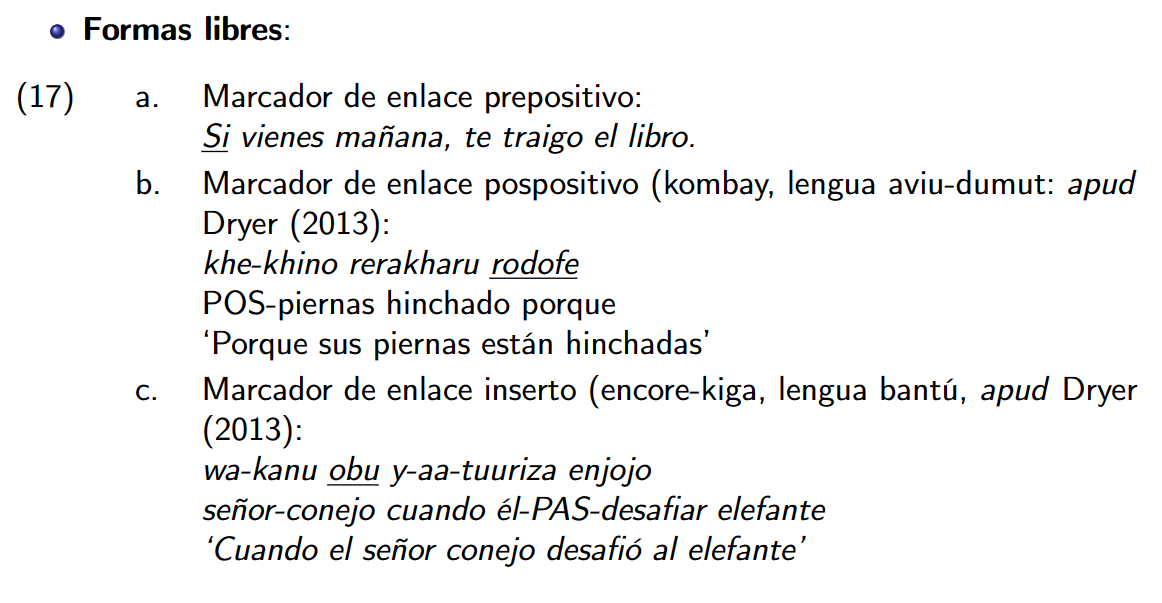 Formas libres:
(17) a. Marcador de enlace prepositivo:
Si vienes mañana, te traigo el libro.
b. Marcador de enlace pospositivo (kombay, lengua aviu-dumut: apud
Dryer (2013):
khe-khino rerakharu rodofe
POS-piernas hinchado porque
‘Porque sus piernas están hinchadas’
c. Marcador de enlace inserto (encore-kiga, lengua bantú, apud Dryer
(2013):
wa-kanu obu y-aa-tuuriza enjojo
señor-conejo cuando él-PAS-desafiar elefante
‘Cuando el señor conejo desafió al elefante’